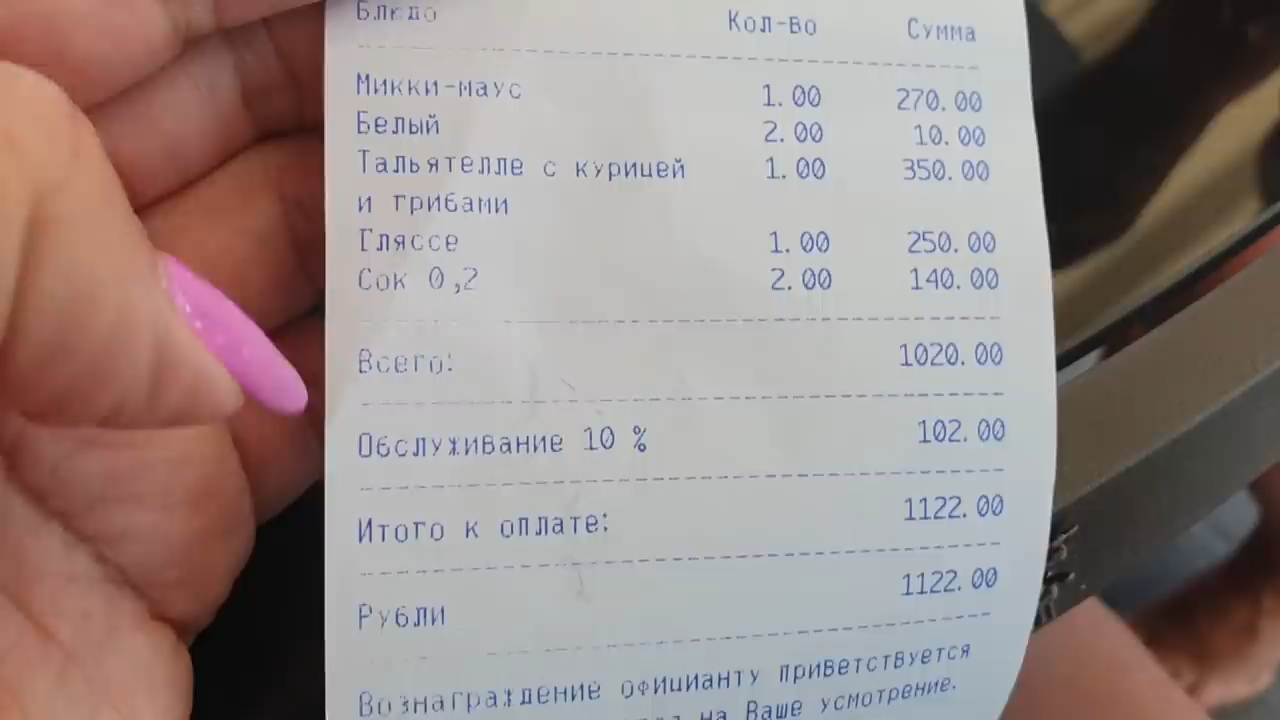 Блюдо Кол-во Сумма
Микки-маус 1.00 270.00
Белый 2.00 10.00
Тальятелле с курицей 1.00 350.00
и грибами
Гляссе 1.00 250.00
Сок 0,2 2.00 140.00
Всего: 1020.00
Обслуживание 10 % 102.00
Итого к оплате: 1122.00
Рубли 1122.00
Вознаграждение официанту приветствуется
на Ваше усмотрение.